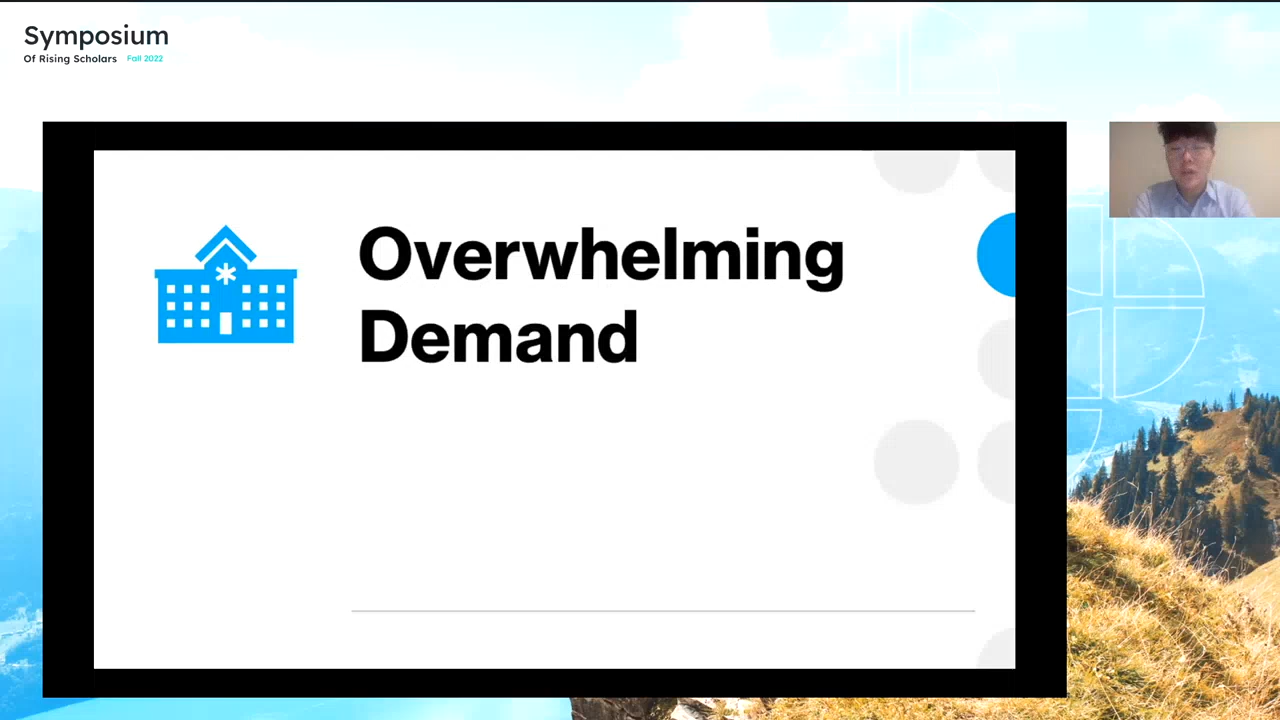 Symposium
Of Rising Scholars Fall 2022
Overwhelming
Demand